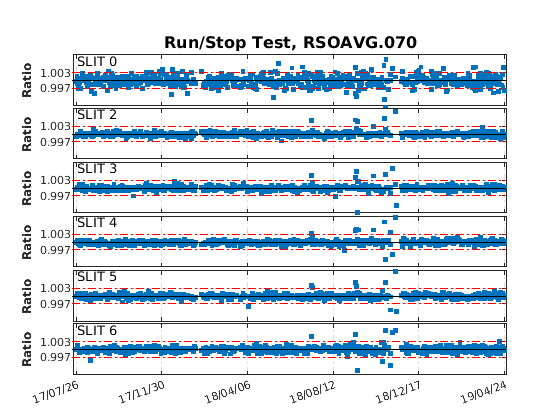 Run/Stop Test, RSOAVG.070
SLIT 0
Ratio
1.003
0.997
SLIT 2
Ratio
1.003
0.997
SLIT 3
Ratio
1.003
0.997
SLIT 4
Ratio
1.003
0.997
SLIT 5
Ratio
1.003
0.997
SLIT 6
Ratio
1.003
0.997
17/07/26 17/11/30 18/04/06 18/08/12 18/12/17 19/04/24